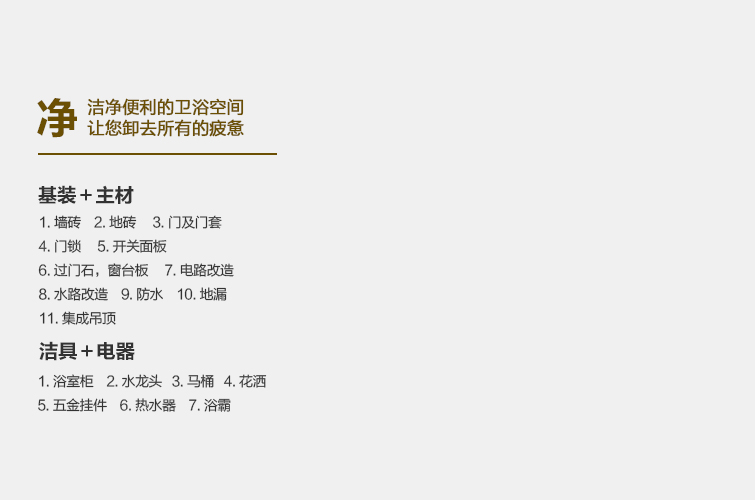 净
洁净便利的卫浴空间
让您卸去所有的疲惫
基装＋主材
1. 墙砖 2. 地砖 3. 门及门套
4. 门锁 5. 开关面板
6. 过门石，窗台板 7. 电路改造
8. 水路改造 9. 防水 10. 地漏
11. 集成吊顶
洁具＋电器
1. 浴室柜 2. 水龙头 3. 马桶 4. 花洒
5. 五金挂件 6. 热水器 7. 浴霸